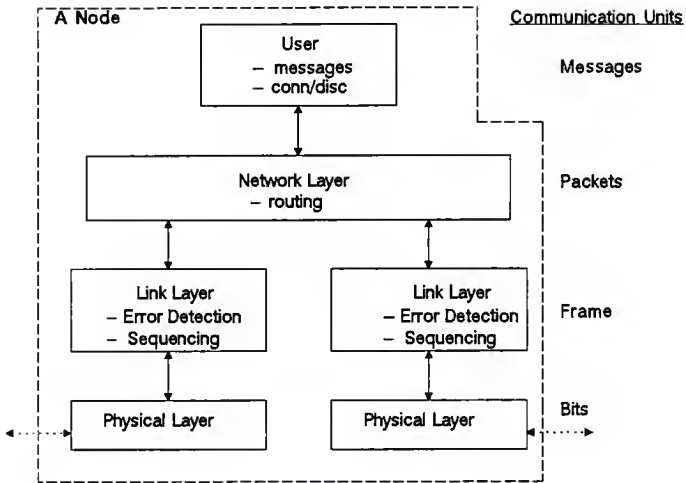 A Node
Communication Units
User
– messages
– conn/disc
Messages
Network Layer
– routing
Packets
Link Layer
– Error Detection
– Sequencing
Link Layer
– Error Detection
– Sequencing
Frame
Physical Layer
Physical Layer
Bits